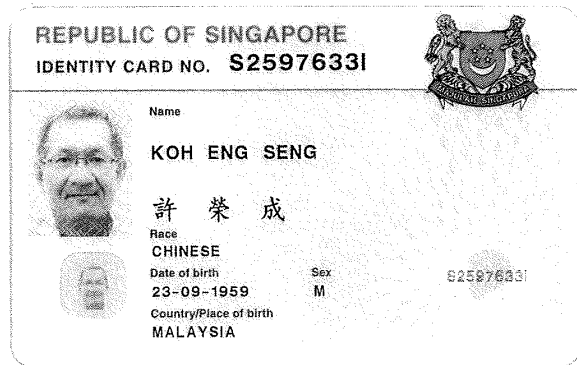 REPUBLIC OF SINGAPORE
IDENTITY CARD NO. S2597633I
MAJULAH SINGAPURA
Name
KOH ENG SENG
許榮成
Race
CHINESE
Date of birth Sex
23-09-1959 M
S2597633I
Country/Place of birth
MALAYSIA